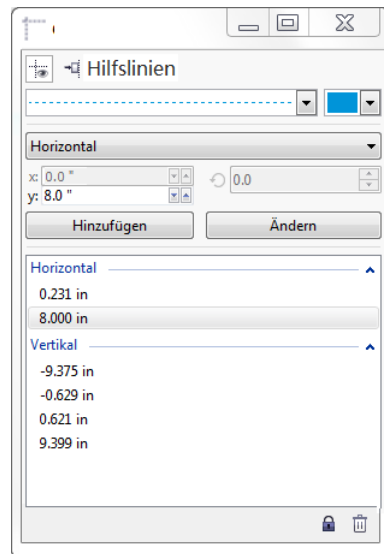 Hilfslinien
Horizontal
x: 0.0 "
0.0
y: 8.0 "
Hinzufügen
Ändern
Horizontal
0.231 in
8.000 in
Vertikal
-9.375 in
-0.629 in
0.621 in
9.399 in